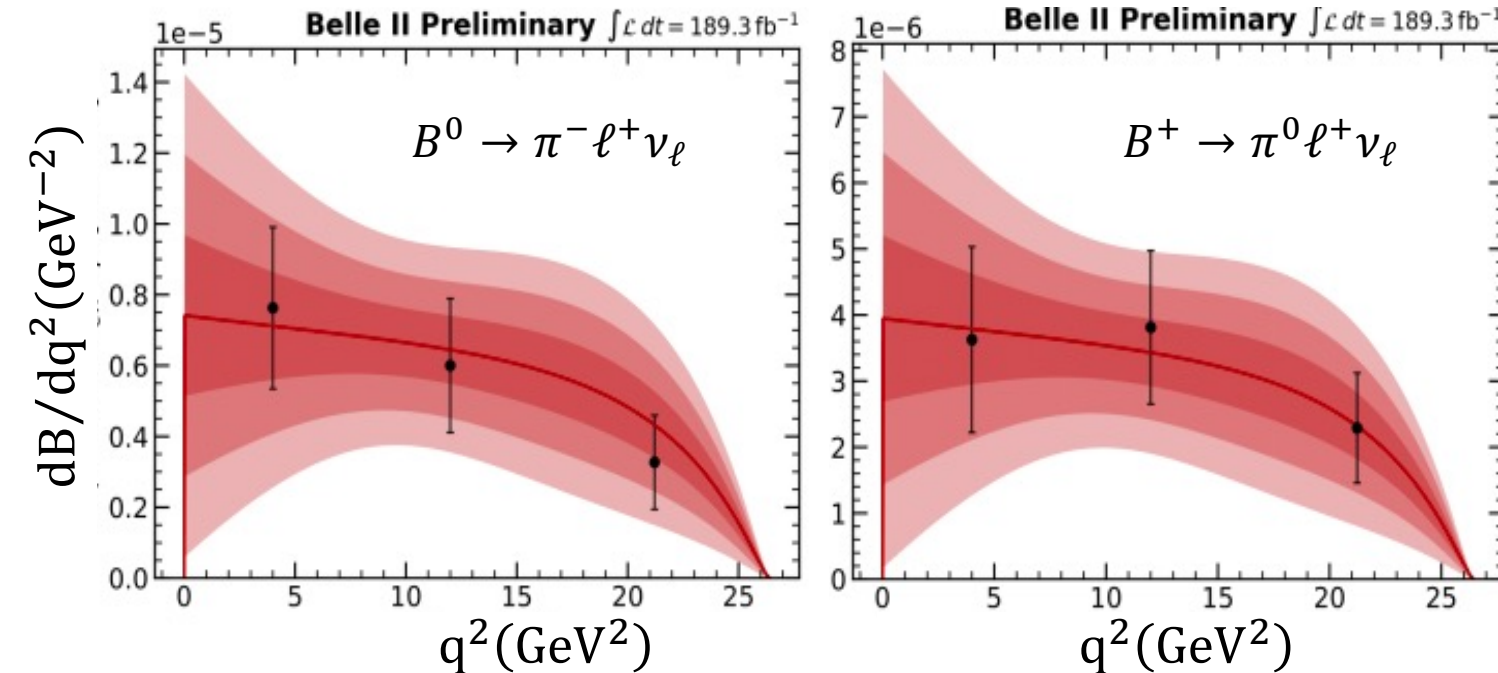 Belle II Preliminary ∫ℒ dt = 189.3 fb⁻¹
1e−5
B⁰ → π⁻ℓ⁺ν_ℓ
dB/dq²(GeV⁻²)
1.4
1.2
1.0
0.8
0.6
0.4
0.2
0.0
0 5 10 15 20 25
q²(GeV²)
Belle II Preliminary ∫ℒ dt = 189.3 fb⁻¹
1e−6
B⁺ → π⁰ℓ⁺ν_ℓ
8
7
6
5
4
3
2
1
0
0 5 10 15 20 25
q²(GeV²)